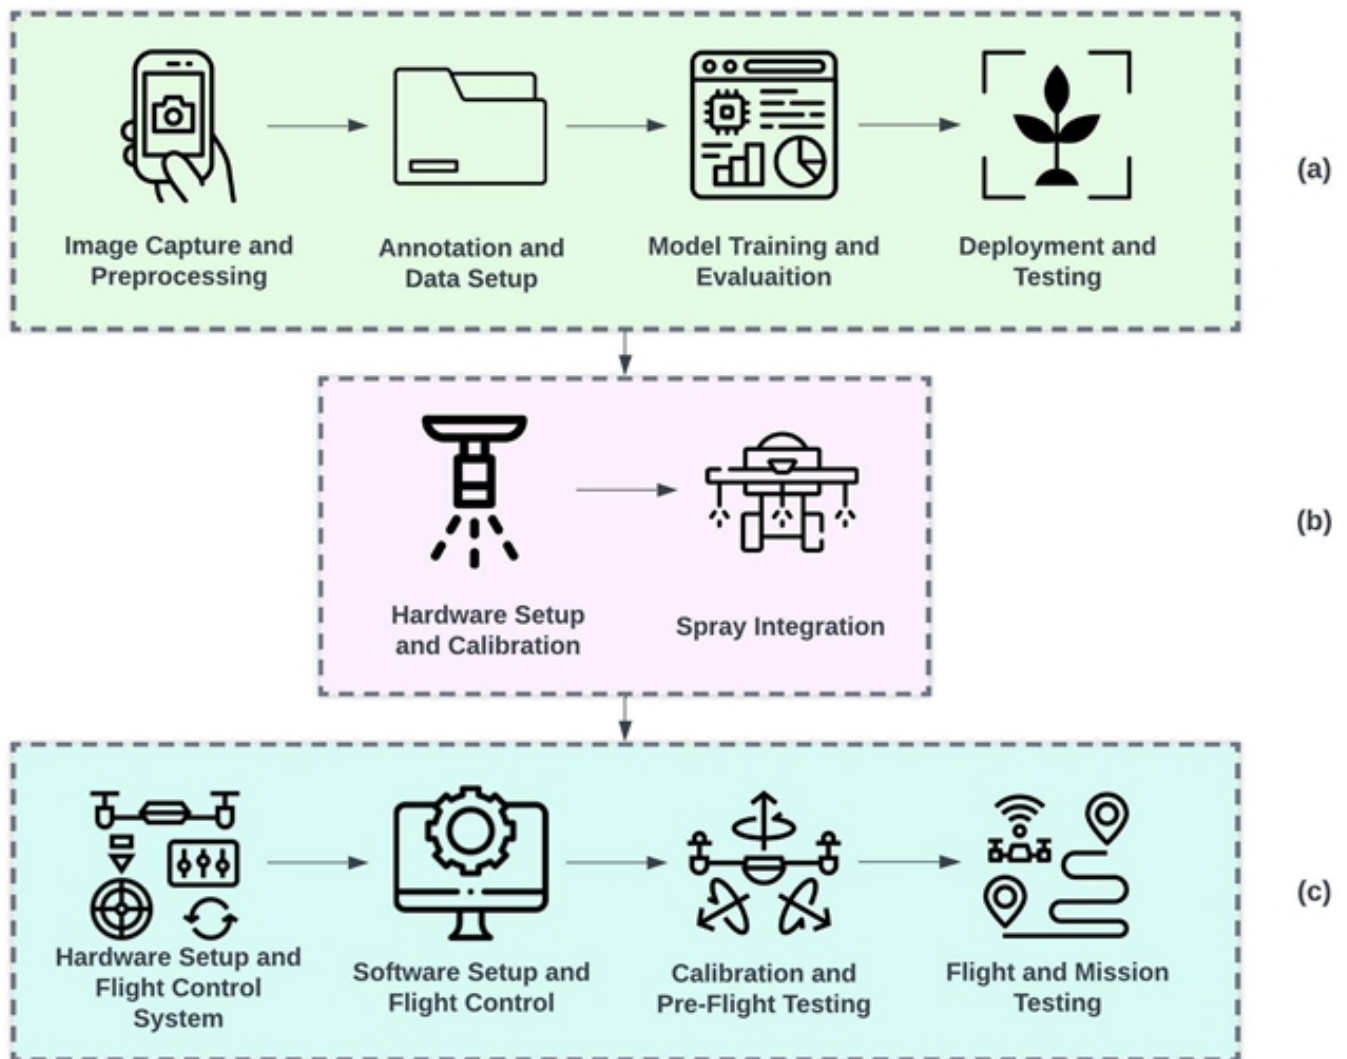 Image Capture and
Preprocessing
Annotation and
Data Setup
Model Training and
Evaluaition
Deployment and
Testing
(a)
Hardware Setup
and Calibration
Spray Integration
(b)
Hardware Setup and
Flight Control
System
Software Setup and
Flight Control
Calibration and
Pre-Flight Testing
Flight and Mission
Testing
(c)